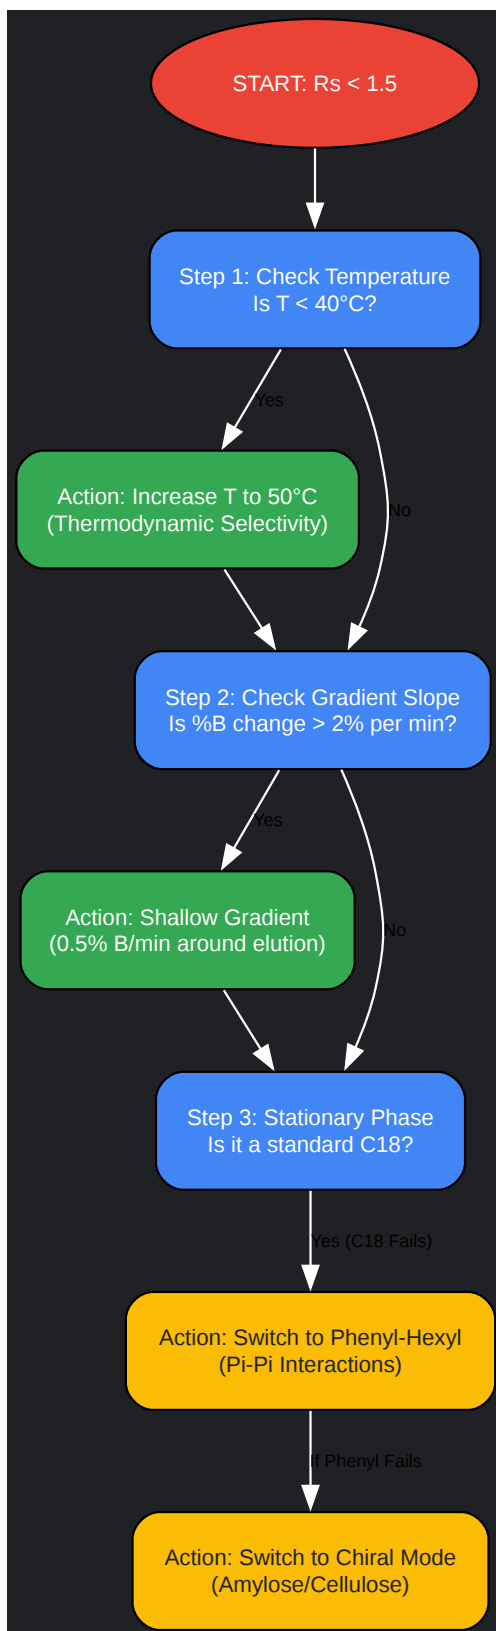 START: Rs < 1.5
Step 1: Check Temperature
Is T < 40°C?
Yes
Action: Increase T to 50°C
(Thermodynamic Selectivity)
No
Step 2: Check Gradient Slope
Is %B change > 2% per min?
Yes
Action: Shallow Gradient
(0.5% B/min around elution)
No
Step 3: Stationary Phase
Is it a standard C18?
Yes (C18 Fails)
Action: Switch to Phenyl-Hexyl
(Pi-Pi Interactions)
If Phenyl Fails
Action: Switch to Chiral Mode
(Amylose/Cellulose)